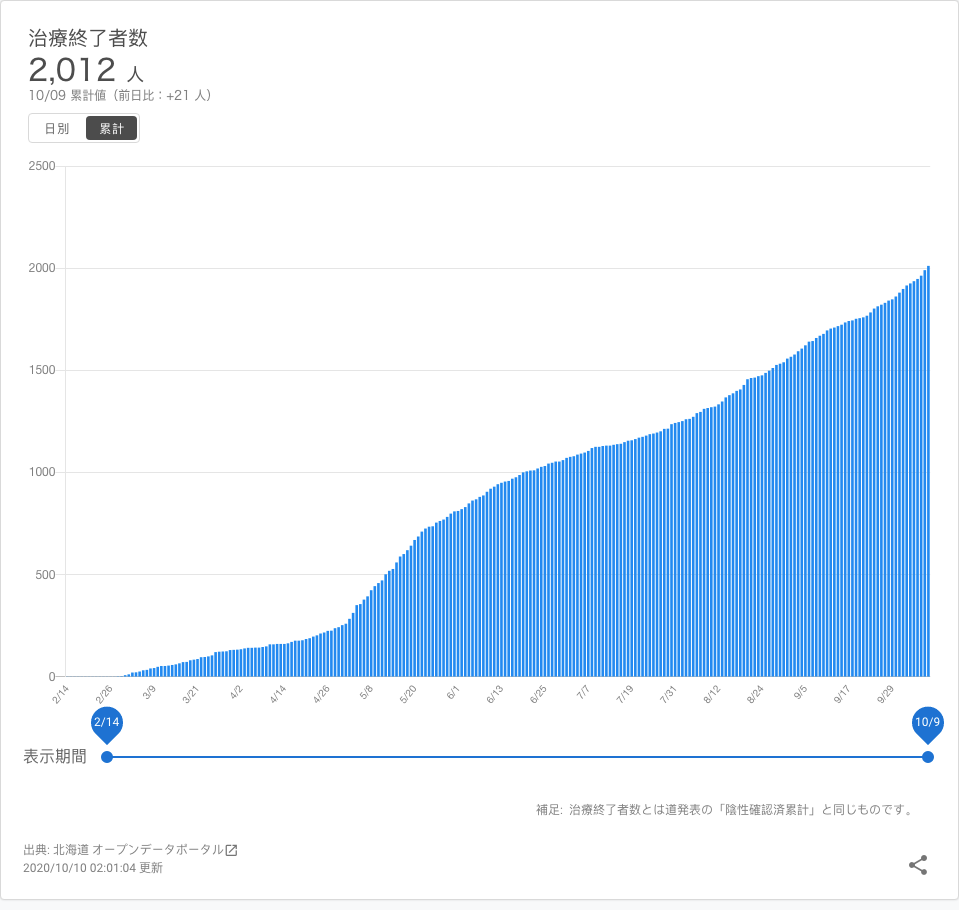 治療終了者数
2,012 人
10/09 累計値（前日比：+21 人）
日別 累計
2500
2000
1500
1000
500
0
2/14 2/26 3/9 3/21 4/2 4/14 4/26 5/8 5/20 6/1 6/13 6/25 7/7 7/19 7/31 8/12 8/24 9/5 9/17 9/29
2/14 10/9
表示期間
補足: 治療終了者数とは道発表の「陰性確認済累計」と同じものです。
出典: 北海道 オープンデータポータル
2020/10/10 02:01:04 更新